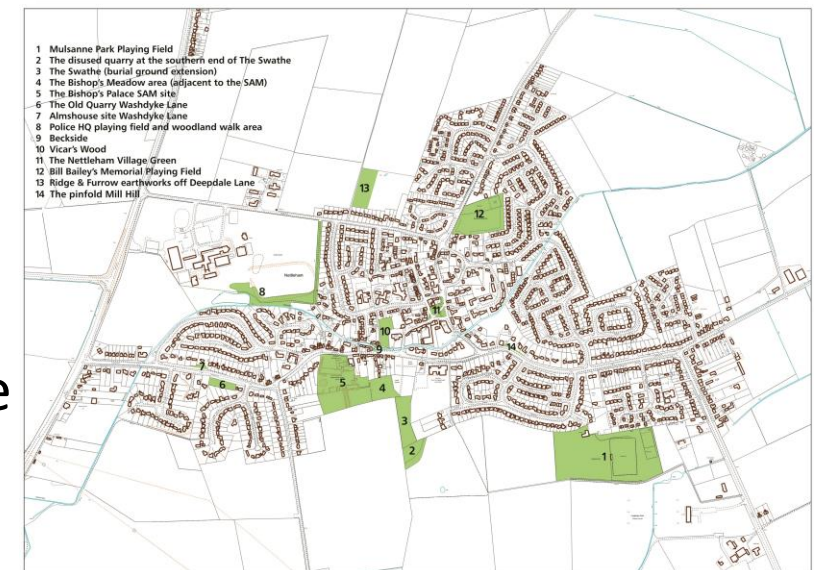 1 Mulsanne Park Playing Field
2 The disused quarry at the southern end of The Swathe
3 The Swathe (burial ground extension)
4 The Bishop's Meadow area (adjacent to the SAM)
5 The Bishop's Palace SAM site
6 The Old Quarry Washdyke Lane
7 Almshouse site Washdyke Lane
8 Police HQ playing field and woodland walk area
9 Beckside
10 Vicar's Wood
11 The Nettleham Village Green
12 Bill Bailey's Memorial Playing Field
13 Ridge & Furrow earthworks off Deepdale Lane
14 The pinfold Mill Hill
13
12
Nettleham
8
11
10
9
14
7
6
5
4
3
2
1
e